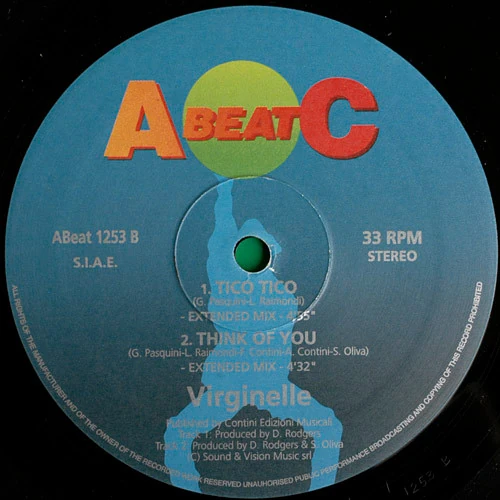 A BEAT C
ABeat 1253 B
S.I.A.E.
33 RPM
STEREO
1. TICO TICO
(G. Pasquini-L. Raimondi)
- EXTENDED MIX - 4'55"
2. THINK OF YOU
(G. Pasquini-L. Raimondi-F. Contini-A. Contini-S. Oliva)
- EXTENDED MIX - 4'32"
Virginelle
Published by Contini Edizioni Musicali
Track 1: Produced by D. Rodgers
Track 2: Produced by D. Rodgers & S. Oliva
(C) Sound & Vision Music srl
ALL RIGHTS OF THE MANUFACTURER AND OF THE OWNER OF THE RECORDED WORK RESERVED UNAUTHORISED PUBLIC PERFORMANCE BROADCASTING AND COPYING OF THIS RECORD PROHIBITED
1253 B